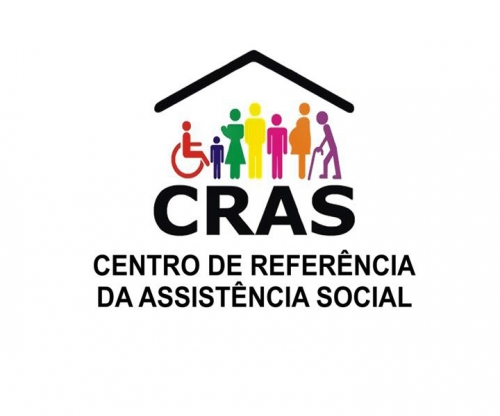 CRAS
CENTRO DE REFERÊNCIA
DA ASSISTÊNCIA SOCIAL